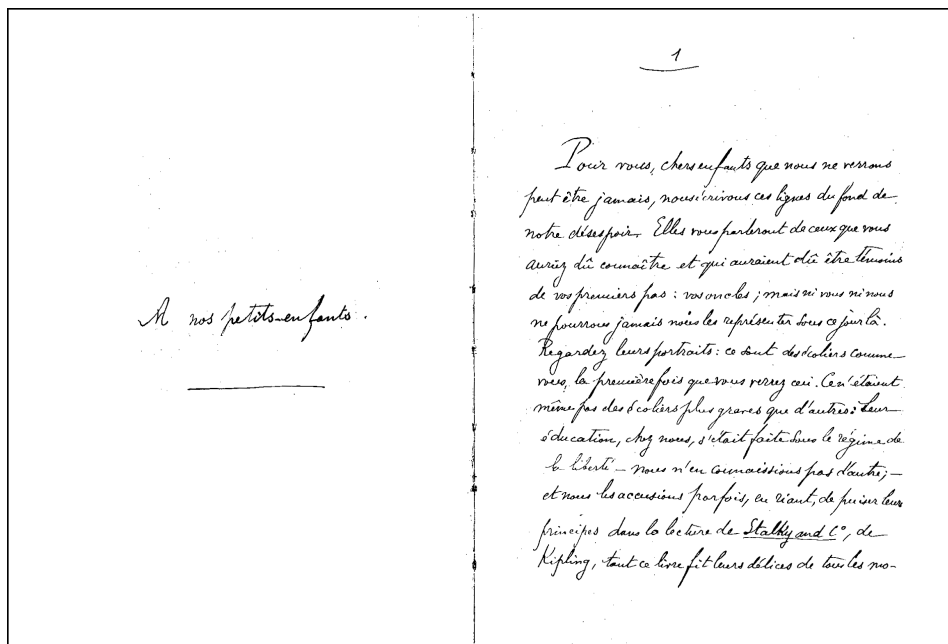 A nos petits-enfants.
1
Pour vous, chers enfants que nous ne verrons
peut être jamais, nous écrivons ces lignes du fond de
notre désespoir. Elles vous parleront de ceux que vous
auriez dû connaître et qui auraient dû être témoins
de vos premiers pas : vos oncles ; mais ni vous ni nous
ne pourrons jamais nous les représenter sous ce jour là.
Regardez leurs portraits : ce sont des écoliers comme
vous, la première fois que vous verrez ceci. Ce n'étaient
même pas des écoliers plus graves que d'autres : leur
éducation, chez nous, s'était faite sous le régime de
la liberté – nous n'en connaissions pas d'autre ; –
et nous les accusions parfois, en riant, de puiser leurs
principes dans la lecture de Stalky and Cº, de
Kipling, tant ce livre fit leurs délices de tous les mo-